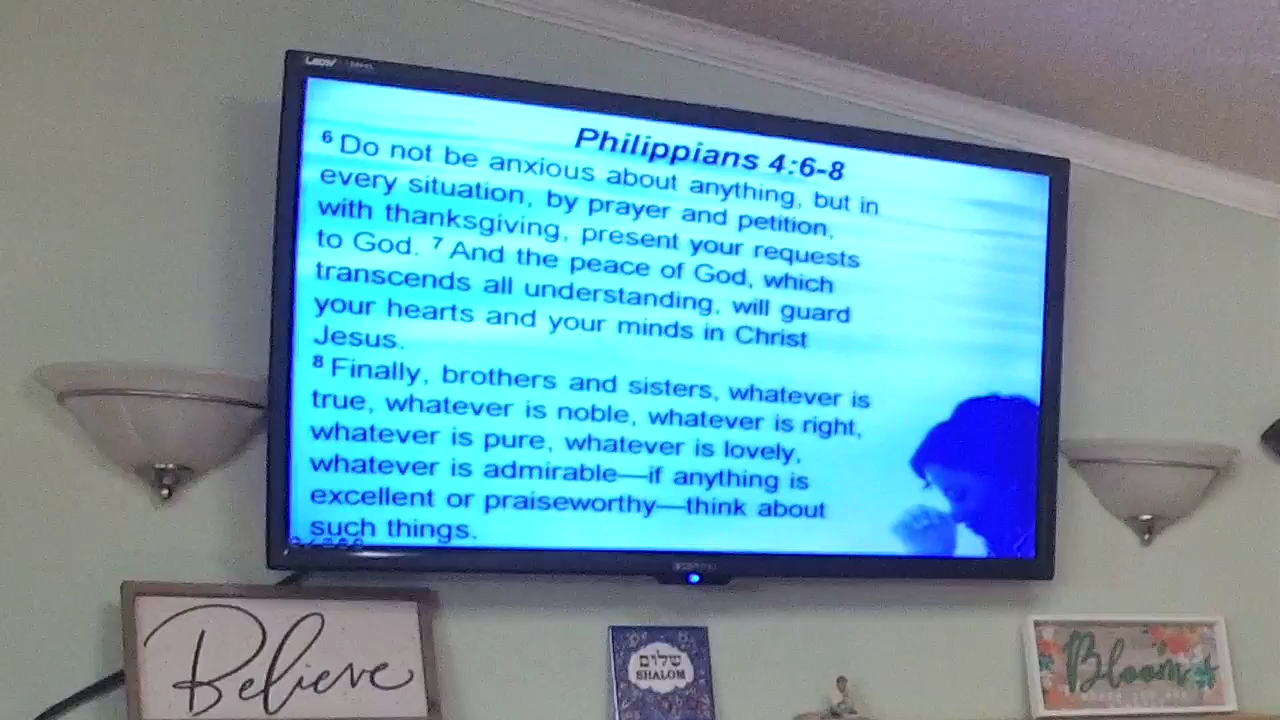 Philippians 4:6-8
6 Do not be anxious about anything, but in
every situation, by prayer and petition,
with thanksgiving, present your requests
to God. 7 And the peace of God, which
transcends all understanding, will guard
your hearts and your minds in Christ
Jesus.
8 Finally, brothers and sisters, whatever is
true, whatever is noble, whatever is right,
whatever is pure, whatever is lovely,
whatever is admirable—if anything is
excellent or praiseworthy—think about
such things.
Believe
שלום
SHALOM
Bloom